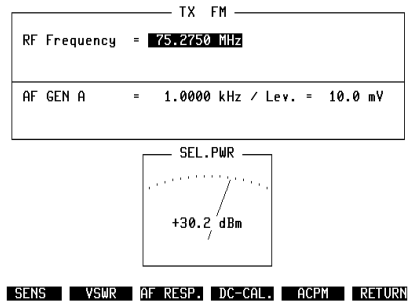 TX FM
RF Frequency = 75.2750 MHz
AF GEN A = 1.0000 kHz / Lev. = 10.0 mV
SEL.PWR
+30.2 dBm
SENS VSWR AF RESP. DC-CAL. ACPM RETURN